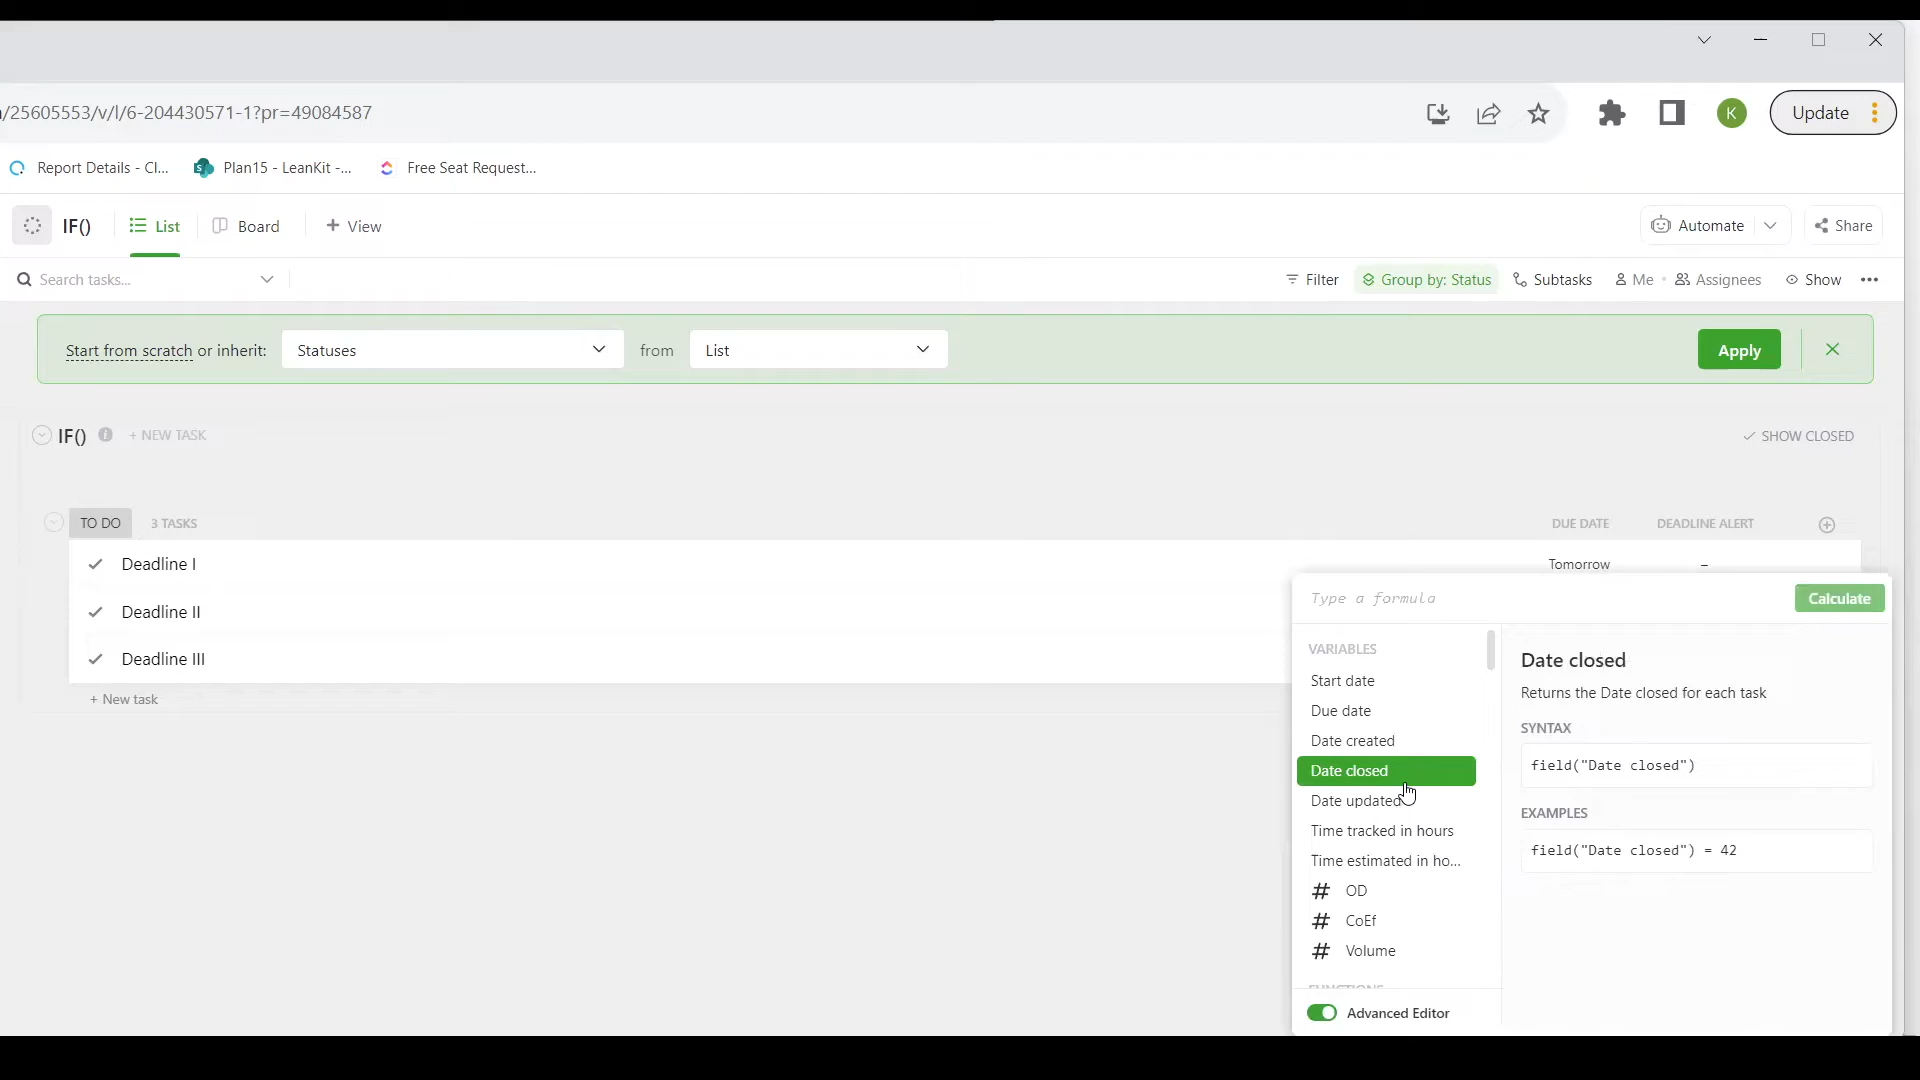 /25605553/v/l/6-204430571-1?pr=49084587
K
Update
Report Details - Cl...
Plan15 - LeanKit -...
Free Seat Request...
IF()
List
Board
+ View
Automate
Share
Search tasks...
Filter
Group by: Status
Subtasks
Me
Assignees
Show
Start from scratch or inherit:
Statuses
from
List
Apply
IF()
+ NEW TASK
SHOW CLOSED
TO DO
3 TASKS
DUE DATE
DEADLINE ALERT
Deadline I
Tomorrow
–
Deadline II
Deadline III
+ New task
Type a formula
Calculate
VARIABLES
Start date
Due date
Date created
Date closed
Date updated
Time tracked in hours
Time estimated in ho...
# OD
# CoEf
# Volume
FUNCTIONS
Advanced Editor
Date closed
Returns the Date closed for each task
SYNTAX
field("Date closed")
EXAMPLES
field("Date closed") = 42